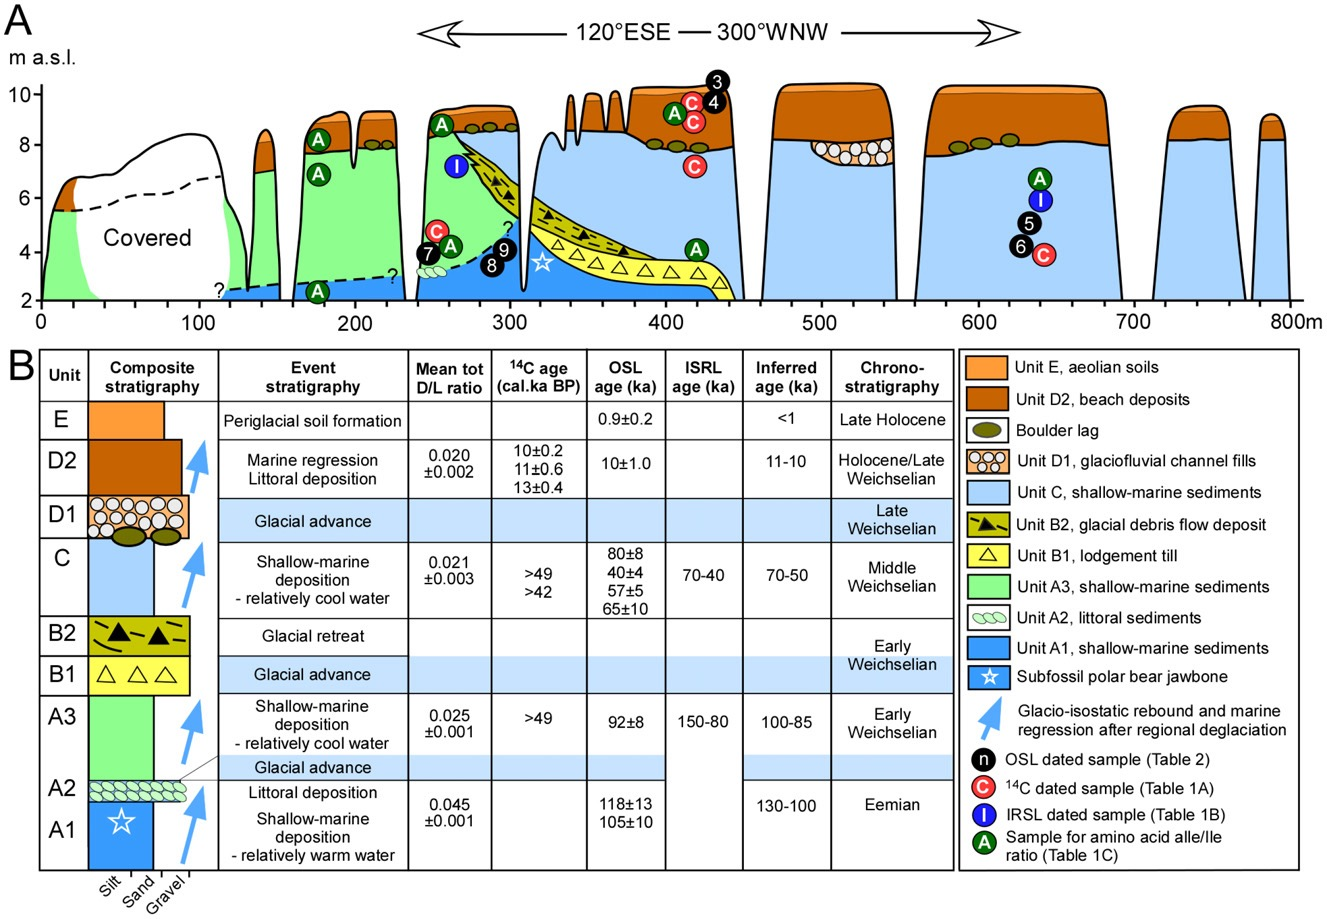 A
120°ESE — 300°WNW
m a.s.l.
10
8
6
4
2
Covered
?
?
?
A
A
A
A
I
C
A
7
8
9
3
C
4
A
C
C
A
A
I
5
6
C
0
100
200
300
400
500
600
700
800m
B
Unit
Composite stratigraphy
Event stratigraphy
Mean tot D/L ratio
14C age (cal.ka BP)
OSL age (ka)
ISRL age (ka)
Inferred age (ka)
Chrono-stratigraphy
E
Periglacial soil formation
0.9±0.2
<1
Late Holocene
D2
Marine regression
Littoral deposition
0.020
±0.002
10±0.2
11±0.6
13±0.4
10±1.0
11-10
Holocene/Late
Weichselian
D1
Glacial advance
Late
Weichselian
C
Shallow-marine
deposition
- relatively cool water
0.021
±0.003
>49
>42
80±8
40±4
57±5
65±10
70-40
70-50
Middle
Weichselian
B2
Glacial retreat
Early
Weichselian
B1
Glacial advance
A3
Shallow-marine
deposition
- relatively cool water
0.025
±0.001
>49
92±8
150-80
100-85
Early
Weichselian
Glacial advance
A2
Littoral deposition
A1
Shallow-marine
deposition
- relatively warm water
0.045
±0.001
118±13
105±10
130-100
Eemian
Silt
Sand
Gravel
Unit E, aeolian soils
Unit D2, beach deposits
Boulder lag
Unit D1, glaciofluvial channel fills
Unit C, shallow-marine sediments
Unit B2, glacial debris flow deposit
Unit B1, lodgement till
Unit A3, shallow-marine sediments
Unit A2, littoral sediments
Unit A1, shallow-marine sediments
Subfossil polar bear jawbone
Glacio-isostatic rebound and marine
regression after regional deglaciation
n OSL dated sample (Table 2)
C 14C dated sample (Table 1A)
I IRSL dated sample (Table 1B)
A Sample for amino acid alle/Ile
ratio (Table 1C)